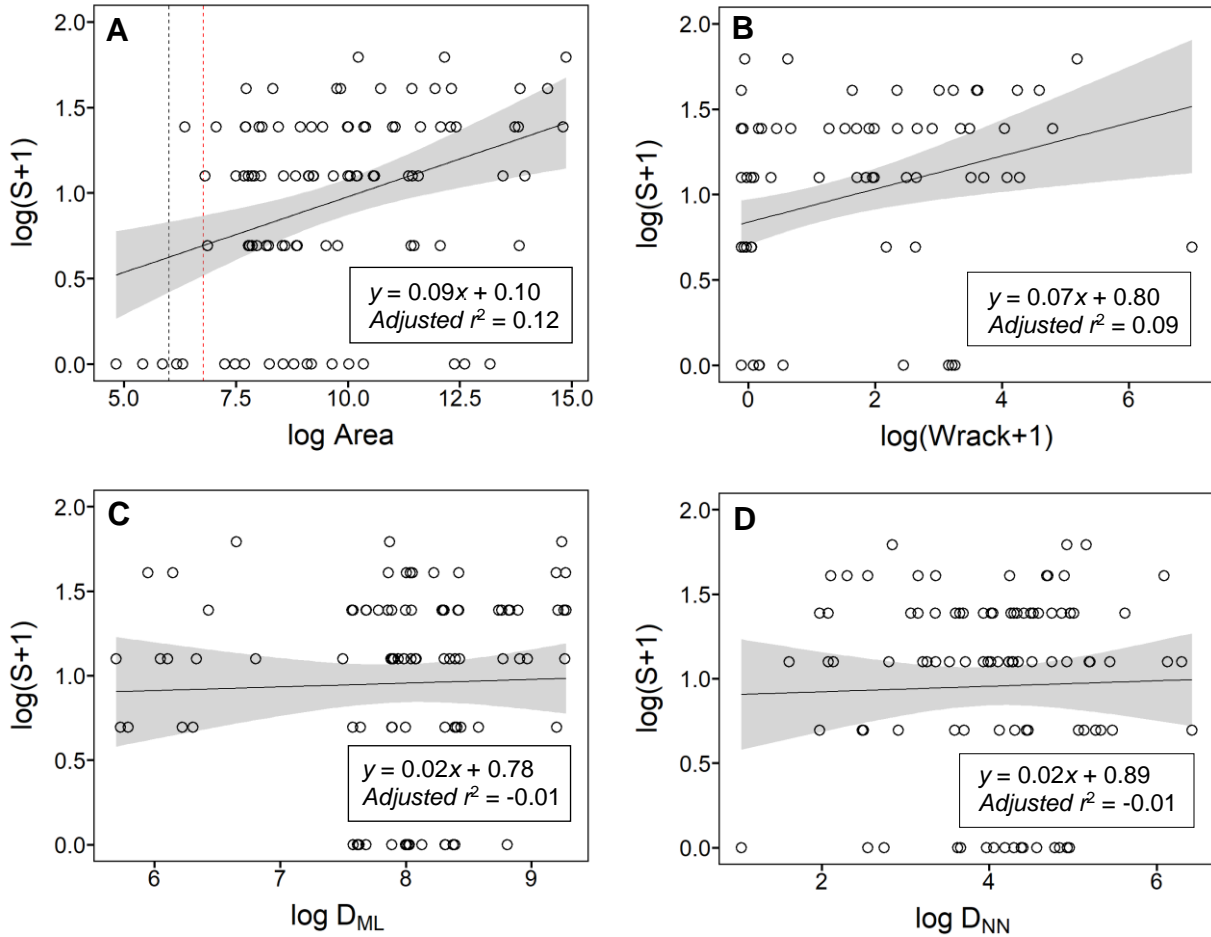 A
log(S+1)
2.0
1.5
1.0
0.5
0.0
y = 0.09x + 0.10
Adjusted r² = 0.12
5.0 7.5 10.0 12.5 15.0
log Area
B
log(S+1)
2.0
1.5
1.0
0.5
0.0
y = 0.07x + 0.80
Adjusted r² = 0.09
0 2 4 6
log(Wrack+1)
C
log(S+1)
2.0
1.5
1.0
0.5
0.0
y = 0.02x + 0.78
Adjusted r² = -0.01
6 7 8 9
log D_ML
D
log(S+1)
2.0
1.5
1.0
0.5
0.0
y = 0.02x + 0.89
Adjusted r² = -0.01
2 4 6
log D_NN